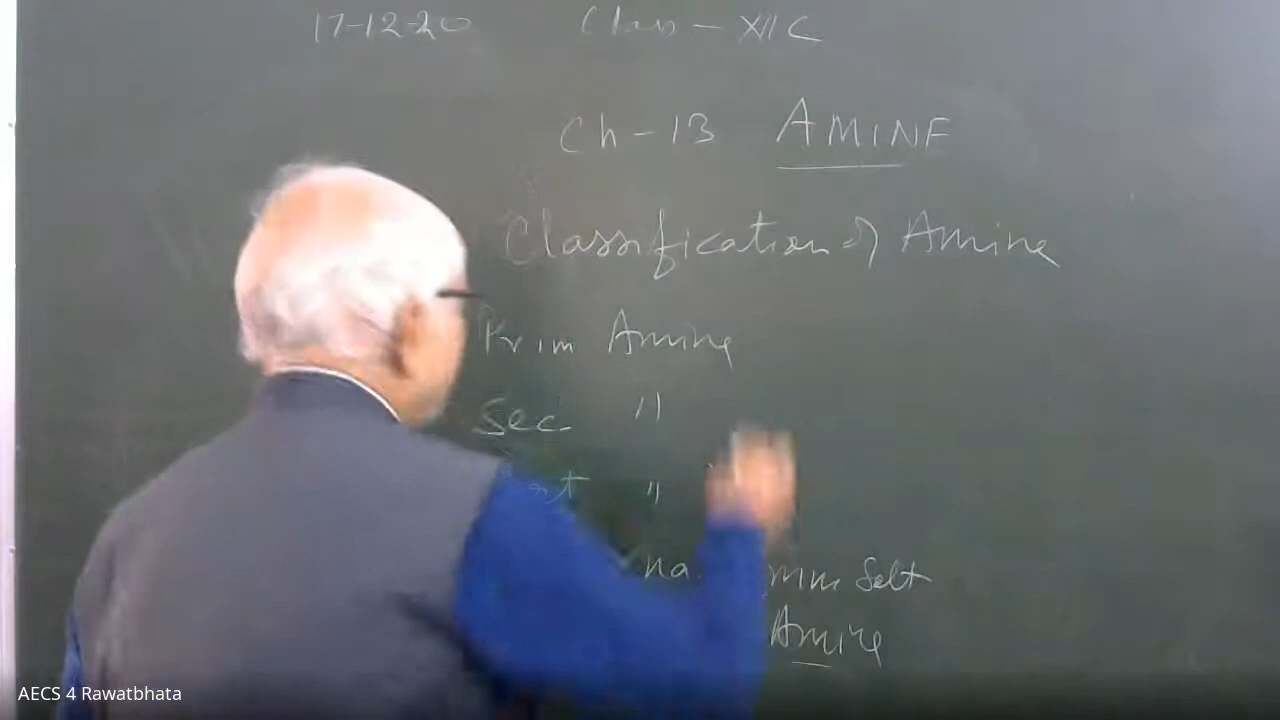 17-12-20 Class - XII C
Ch-13 AMINE
Classification of Amine
Prim Amine
Sec. "
"
Salt
Amine
AECS 4 Rawatbhata